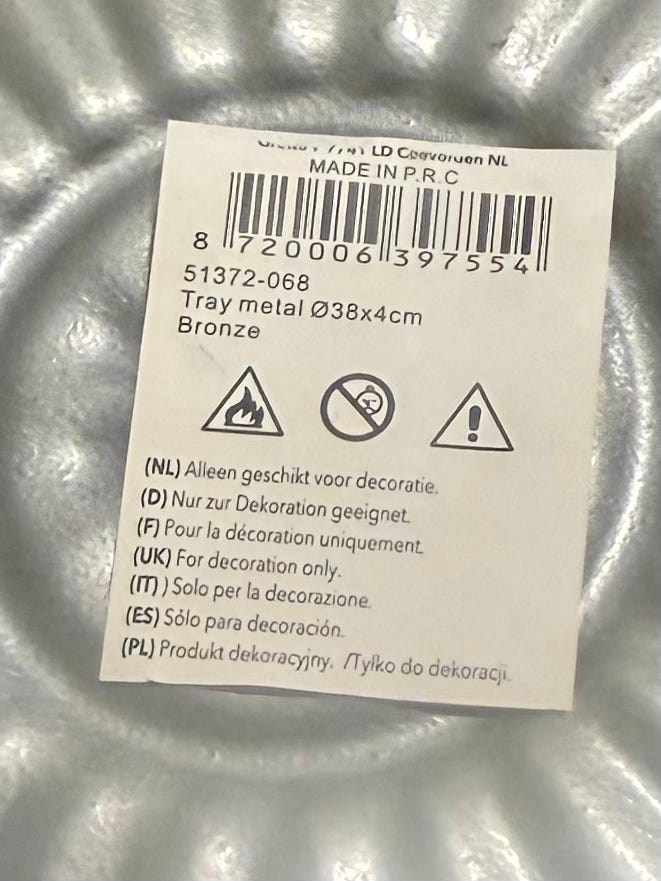 LD Coevorden NL
MADE IN P.R.C
8 720006 397554
51372-068
Tray metal Ø38x4cm
Bronze
(NL) Alleen geschikt voor decoratie.
(D) Nur zur Dekoration geeignet.
(F) Pour la décoration uniquement.
(UK) For decoration only.
(IT) ) Solo per la decorazione.
(ES) Sólo para decoración.
(PL) Produkt dekoracyjny. /Tylko do dekoracji.